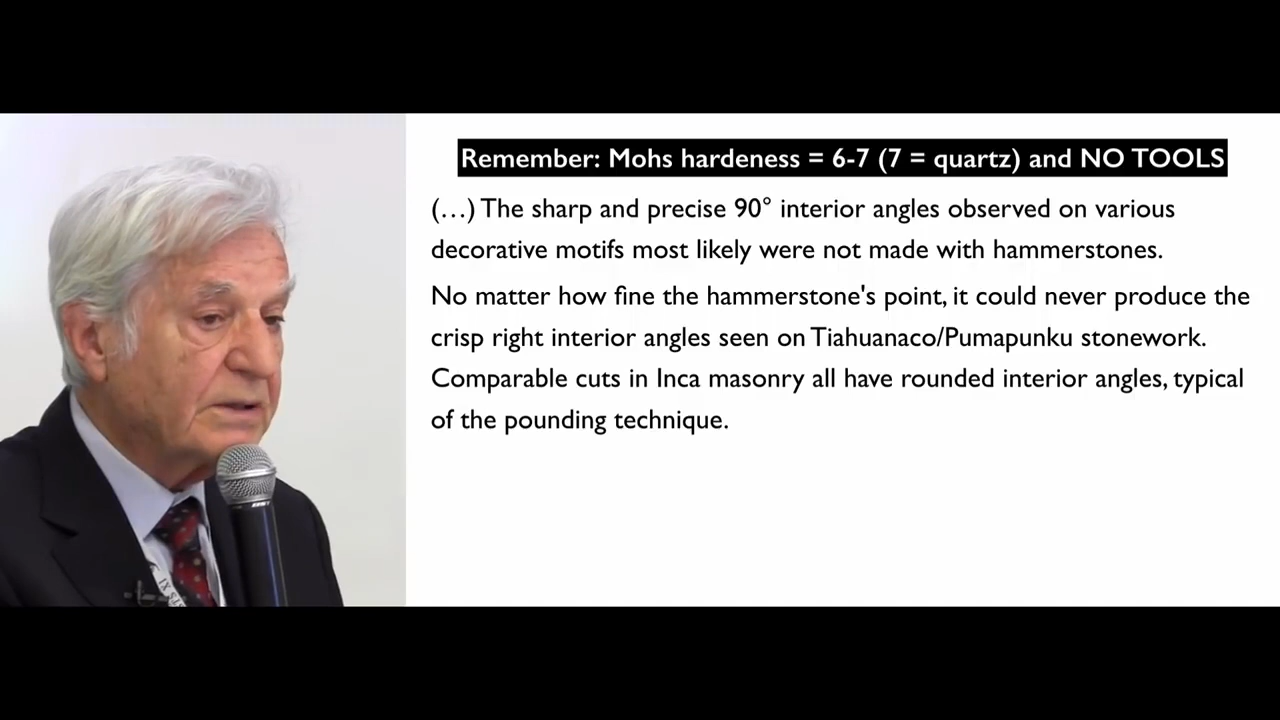 Remember: Mohs hardeness = 6-7 (7 = quartz) and NO TOOLS
(…) The sharp and precise 90° interior angles observed on various
decorative motifs most likely were not made with hammerstones.
No matter how fine the hammerstone's point, it could never produce the
crisp right interior angles seen on Tiahuanaco/Pumapunku stonework.
Comparable cuts in Inca masonry all have rounded interior angles, typical
of the pounding technique.